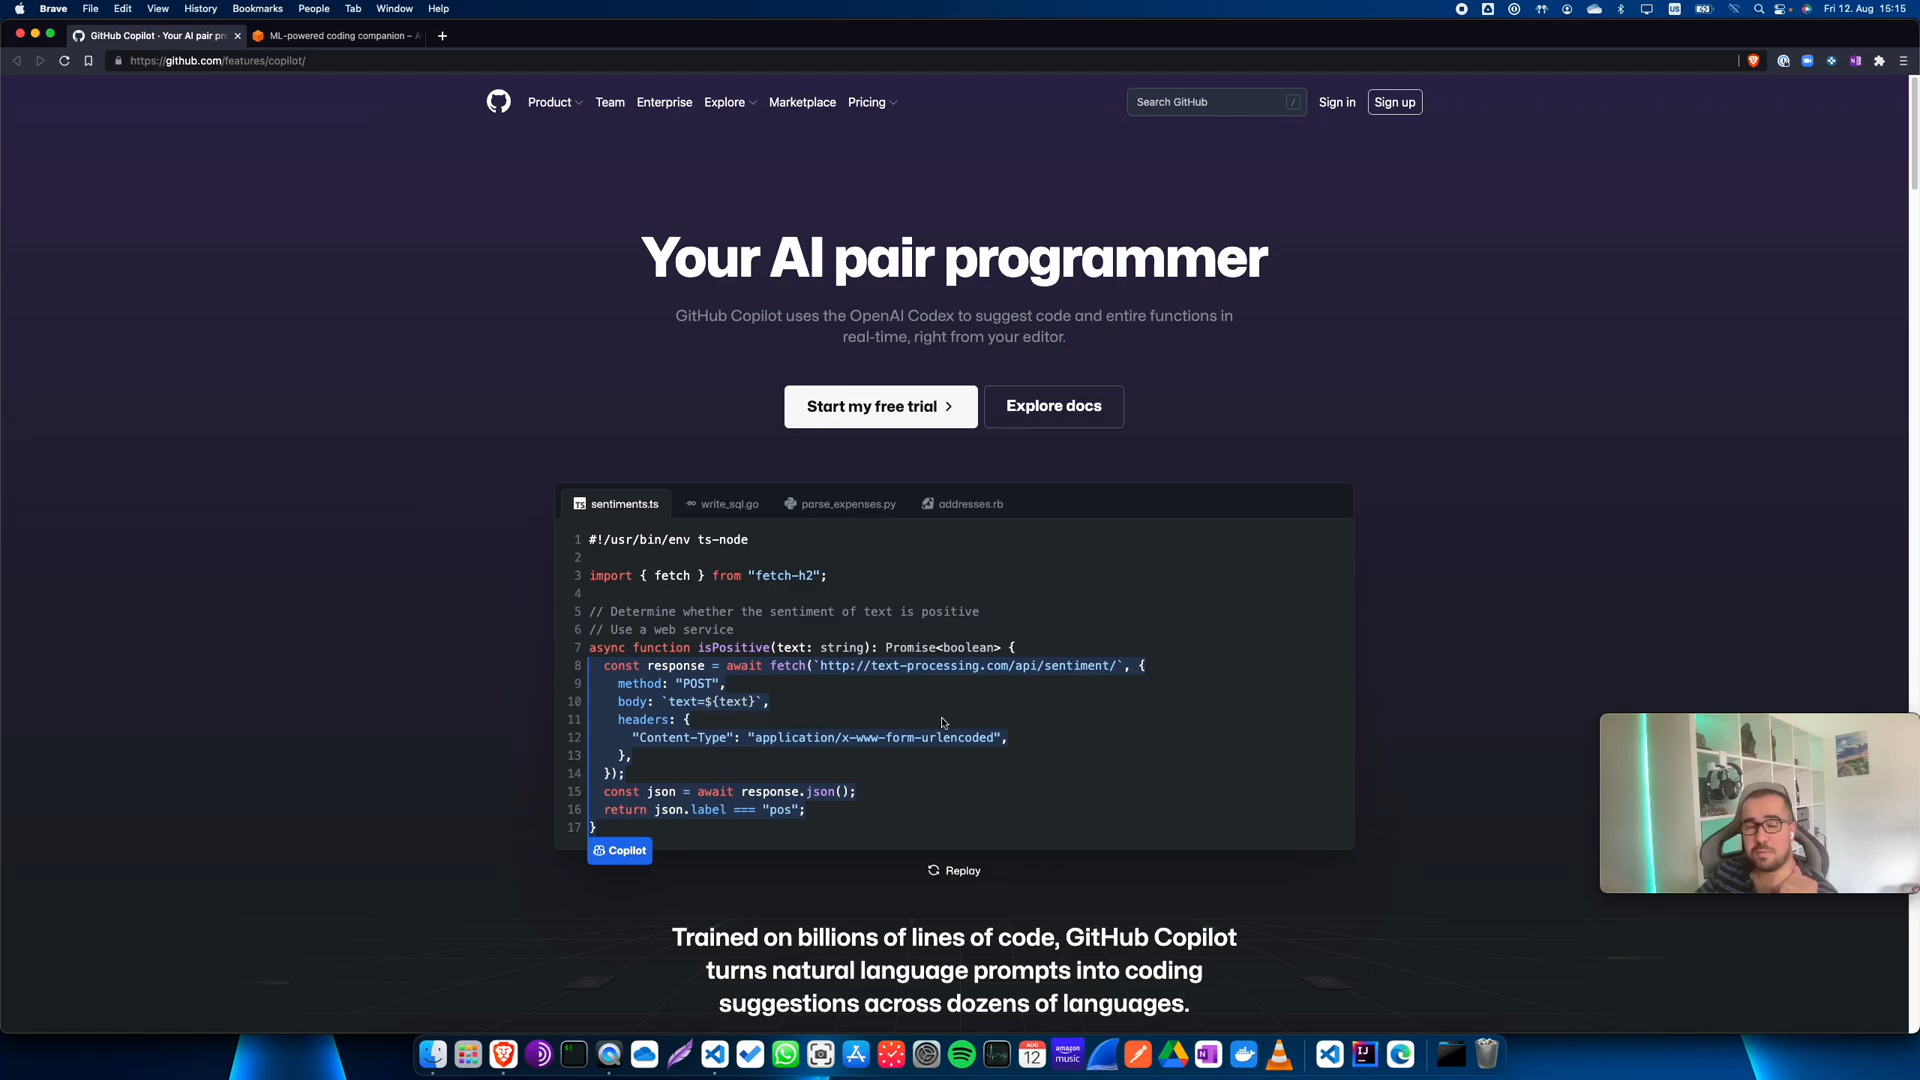 Brave File Edit View History Bookmarks People Tab Window Help
US
Fri 12. Aug 15:15
GitHub Copilot · Your AI pair pr
ML-powered coding companion –
https://github.com/features/copilot/
Product Team Enterprise Explore Marketplace Pricing
Search GitHub /
Sign in
Sign up
Your AI pair programmer
GitHub Copilot uses the OpenAI Codex to suggest code and entire functions in
real-time, right from your editor.
Start my free trial
Explore docs
TS sentiments.ts write_sql.go parse_expenses.py addresses.rb
1 #!/usr/bin/env ts-node
2
3 import { fetch } from "fetch-h2";
4
5 // Determine whether the sentiment of text is positive
6 // Use a web service
7 async function isPositive(text: string): Promise<boolean> {
8 const response = await fetch(`http://text-processing.com/api/sentiment/`, {
9 method: "POST",
10 body: `text=${text}`,
11 headers: {
12 "Content-Type": "application/x-www-form-urlencoded",
13 },
14 });
15 const json = await response.json();
16 return json.label === "pos";
17 }
Copilot
Replay
Trained on billions of lines of code, GitHub Copilot
turns natural language prompts into coding
suggestions across dozens of languages.
AUG
12
amazon
music